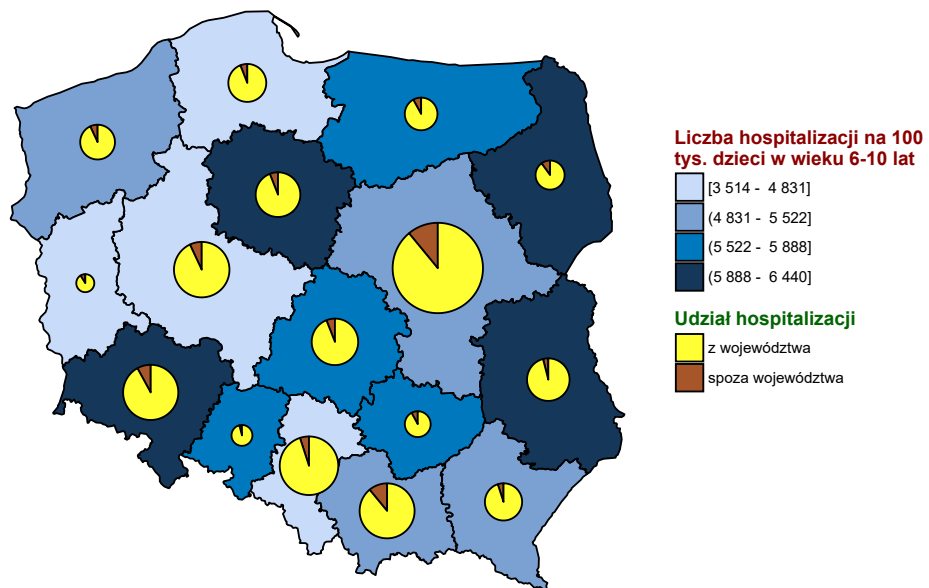 Liczba hospitalizacji na 100
tys. dzieci w wieku 6-10 lat
[3 514 - 4 831]
(4 831 - 5 522]
(5 522 - 5 888]
(5 888 - 6 440]
Udział hospitalizacji
z województwa
spoza województwa